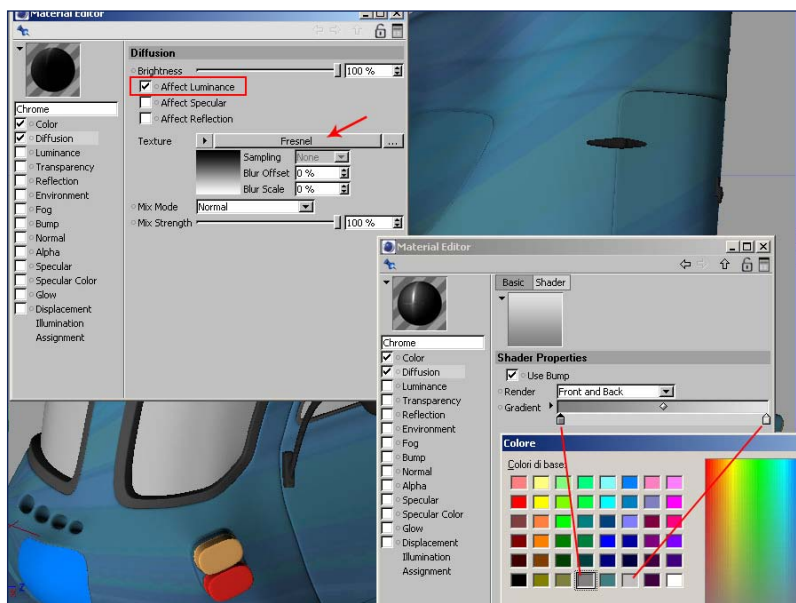 Material Editor
Diffusion
Brightness 100 %
Affect Luminance
Affect Specular
Affect Reflection
Texture Fresnel ...
Sampling None
Blur Offset 0 %
Blur Scale 0 %
Mix Mode Normal
Mix Strength 100 %
Chrome
Color
Diffusion
Luminance
Transparency
Reflection
Environment
Fog
Bump
Normal
Alpha
Specular
Specular Color
Glow
Displacement
Illumination
Assignment
Material Editor
Basic Shader
Shader Properties
Use Bump
Render Front and Back
Gradient
Chrome
Color
Diffusion
Luminance
Transparency
Reflection
Environment
Fog
Bump
Normal
Alpha
Specular
Specular Color
Glow
Displacement
Illumination
Assignment
Colore
Colori di base:
Z